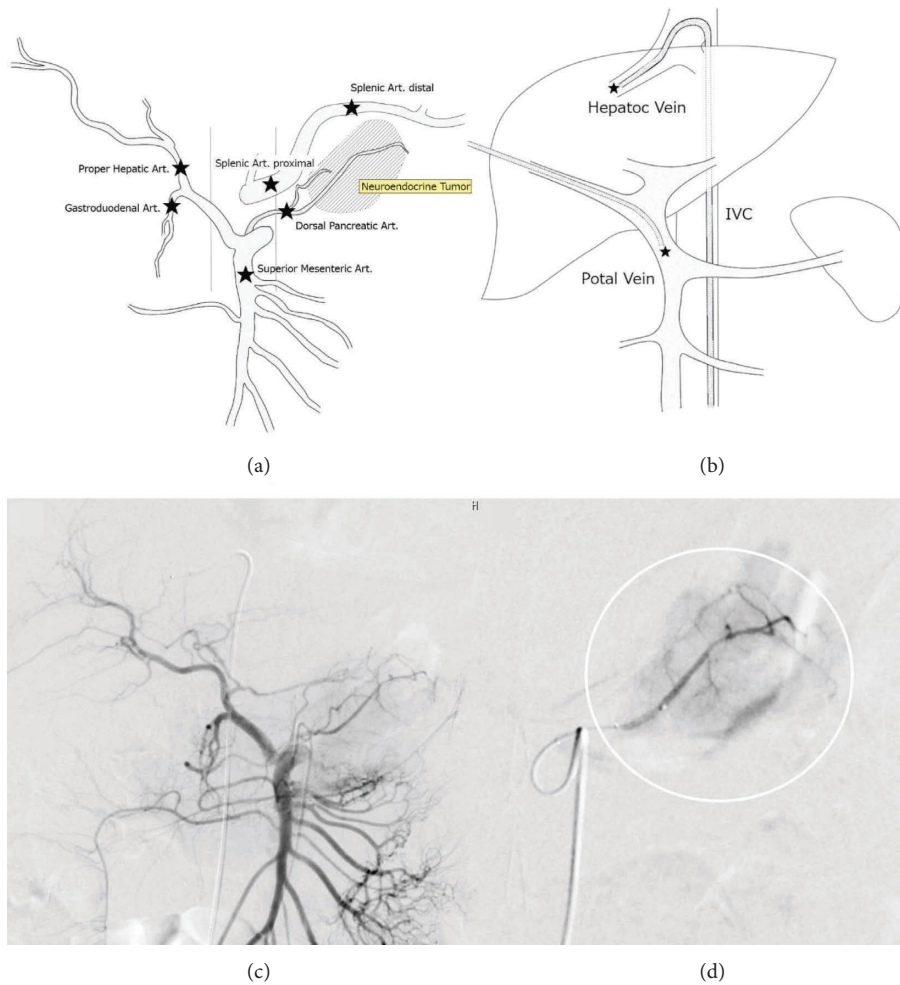 Splenic Art. distal
Splenic Art. proximal
Proper Hepatic Art.
Neuroendocrine Tumor
Gastroduodenal Art.
Dorsal Pancreatic Art.
Superior Mesenteric Art.
Hepatoc Vein
IVC
Potal Vein
(a)
(b)
H
(c)
(d)